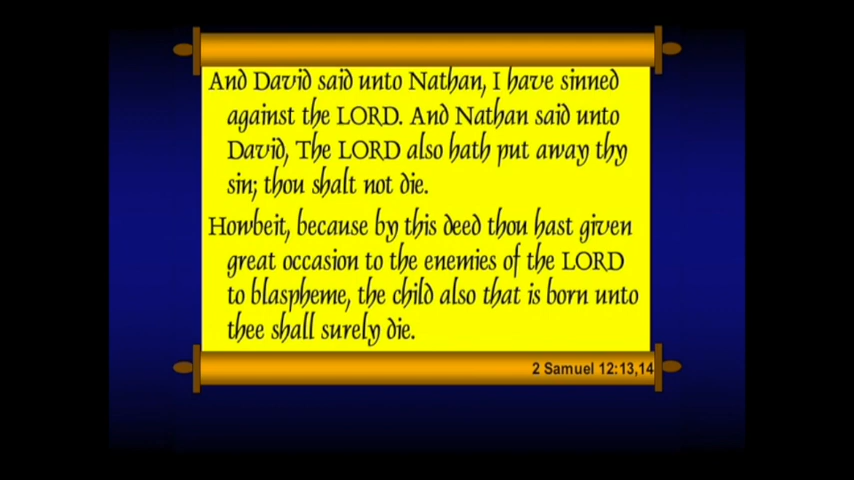 And David said unto Nathan, I have sinned
against the LORD. And Nathan said unto
David, The LORD also hath put away thy
sin; thou shalt not die.
Howbeit, because by this deed thou hast given
great occasion to the enemies of the LORD
to blaspheme, the child also that is born unto
thee shall surely die.
2 Samuel 12:13,14